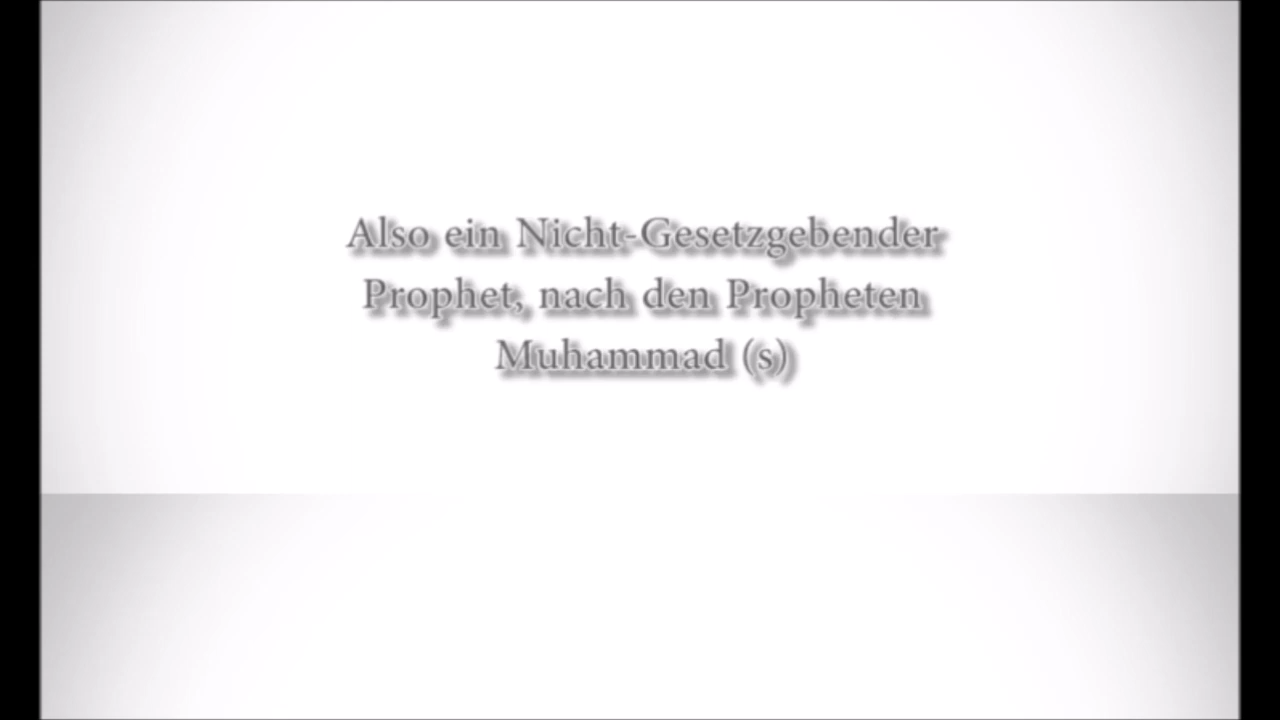 Also ein Nicht-Gesetzgebender
Prophet, nach den Propheten
Muhammad (s)